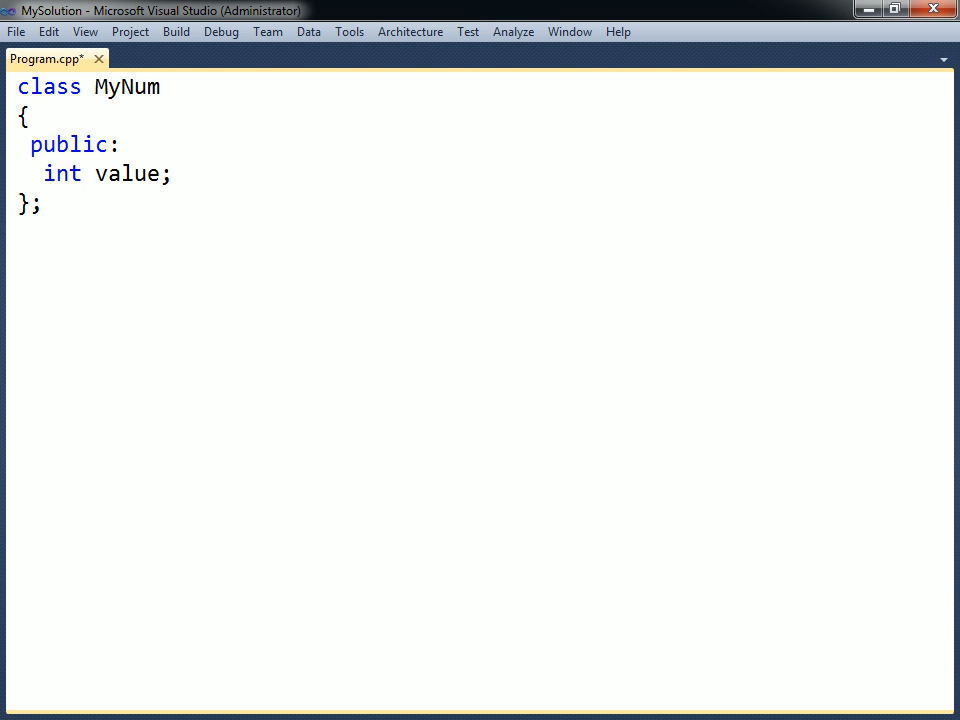 MySolution - Microsoft Visual Studio (Administrator)
File Edit View Project Build Debug Team Data Tools Architecture Test Analyze Window Help
Program.cpp*
class MyNum
{
public:
int value;
};